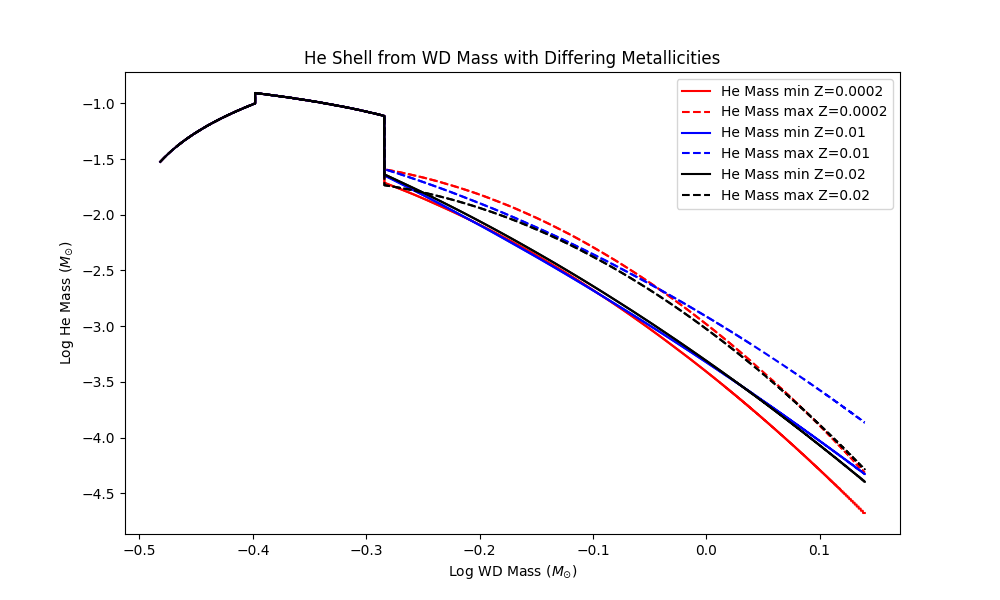 He Shell from WD Mass with Differing Metallicities
He Mass min Z=0.0002
He Mass max Z=0.0002
He Mass min Z=0.01
He Mass max Z=0.01
He Mass min Z=0.02
He Mass max Z=0.02
Log He Mass (M☉)
−1.0
−1.5
−2.0
−2.5
−3.0
−3.5
−4.0
−4.5
−0.5 −0.4 −0.3 −0.2 −0.1 0.0 0.1
Log WD Mass (M☉)